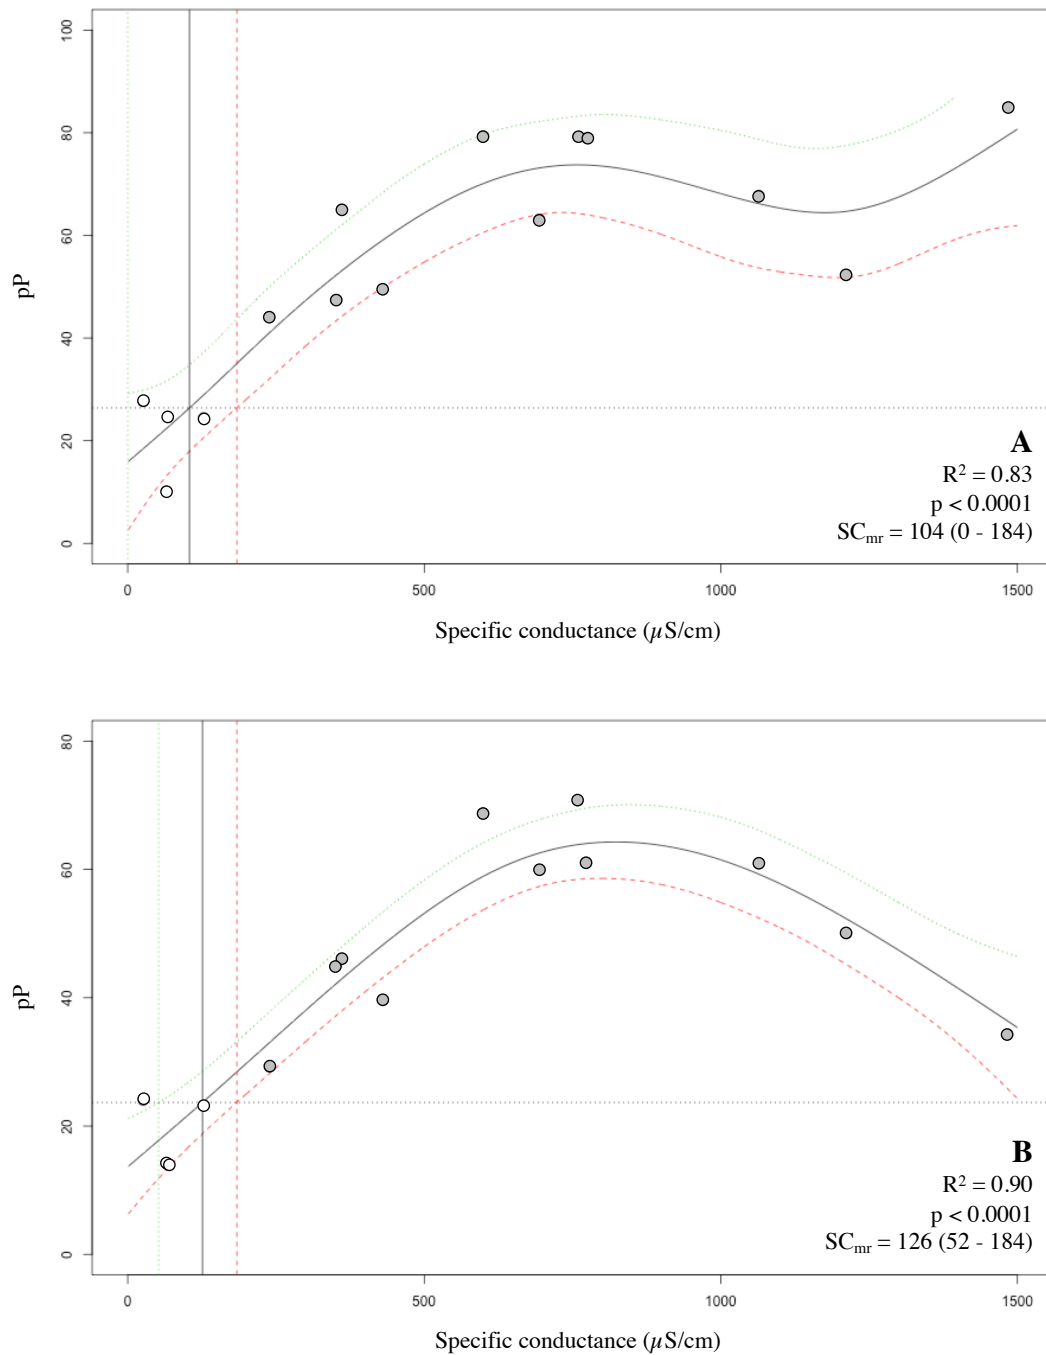 100
80
60
40
20
0
pP
A
R² = 0.83
p < 0.0001
SCmr = 104 (0 - 184)
0 500 1000 1500
Specific conductance (µS/cm)
80
60
40
20
0
pP
B
R² = 0.90
p < 0.0001
SCmr = 126 (52 - 184)
0 500 1000 1500
Specific conductance (µS/cm)